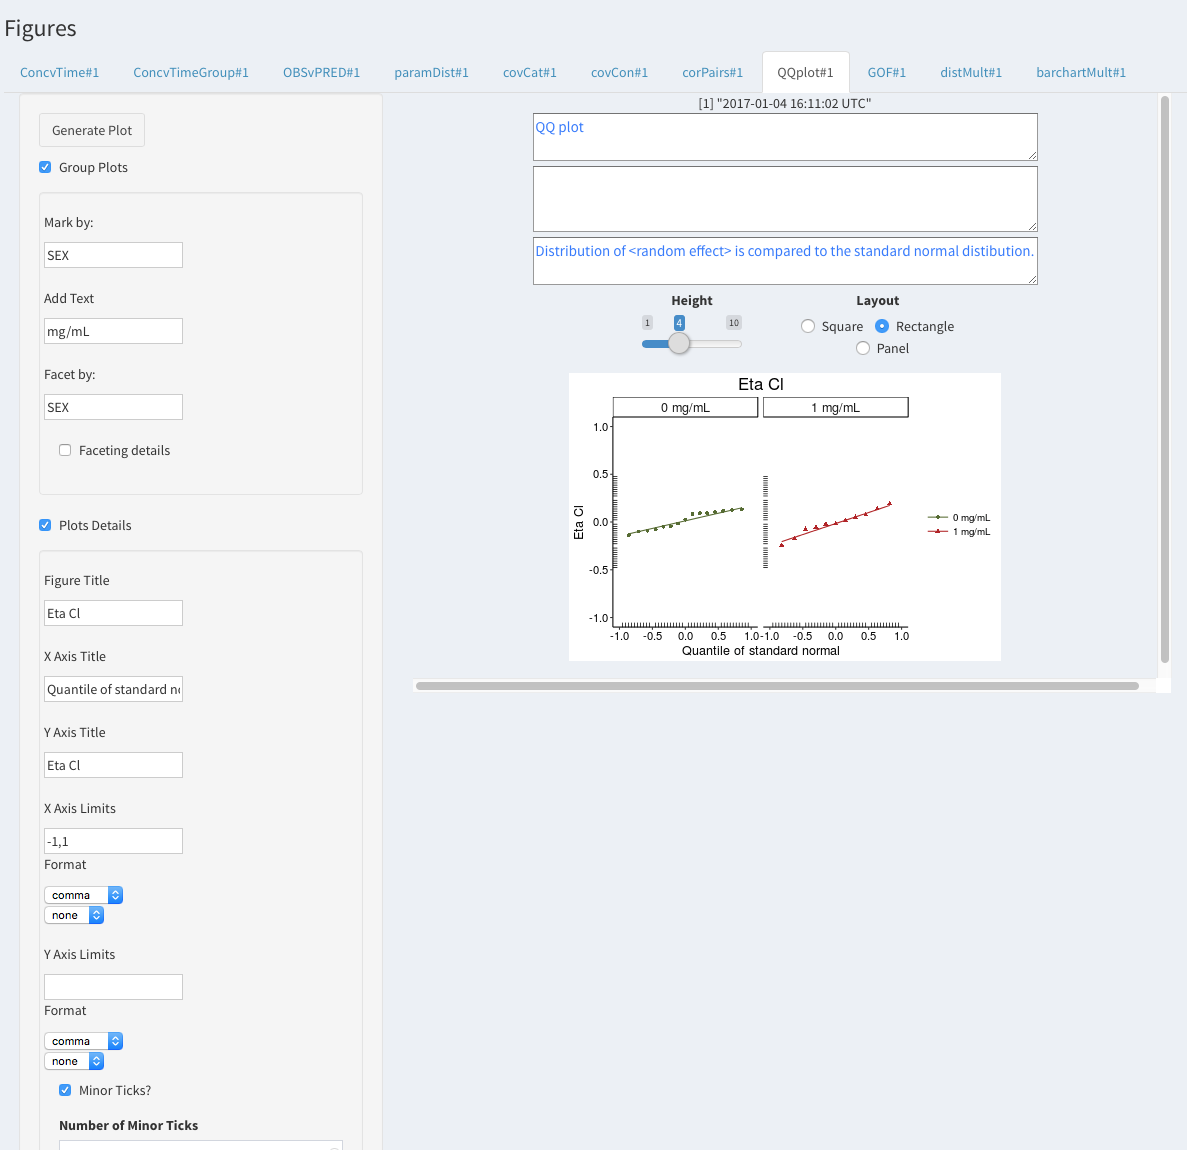 Figures
ConcvTime#1 ConcvTimeGroup#1 OBSvPRED#1 paramDist#1 covCat#1 covCon#1 corPairs#1 QQplot#1 GOF#1 distMult#1 barchartMult#1
Generate Plot
Group Plots
Mark by:
SEX
Add Text
mg/mL
Facet by:
SEX
Faceting details
Plots Details
Figure Title
Eta Cl
X Axis Title
Quantile of standard
Y Axis Title
Eta Cl
X Axis Limits
-1,1
Format
comma
none
Y Axis Limits
Format
comma
none
Minor Ticks?
Number of Minor Ticks
[1] "2017-01-04 16:11:02 UTC"
QQ plot
Distribution of <random effect> is compared to the standard normal distibution.
Height
1 4 10
Layout
Square Rectangle
Panel
Eta Cl
0 mg/mL 1 mg/mL
1.0
0.5
0.0
-0.5
-1.0
Eta Cl
-1.0 -0.5 0.0 0.5 1.0 -1.0 -0.5 0.0 0.5 1.0
Quantile of standard normal
0 mg/mL
1 mg/mL